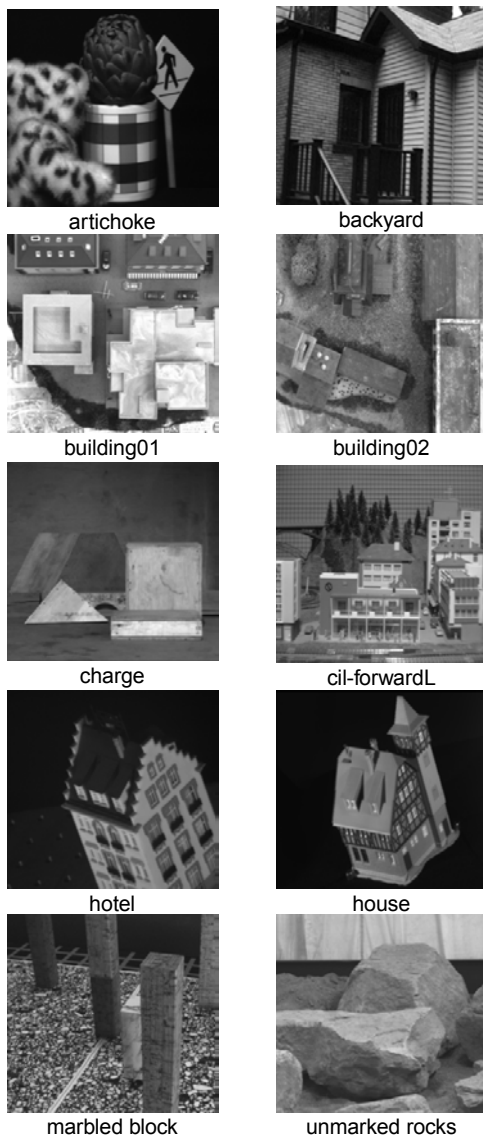 artichoke
backyard
building01
building02
charge
cil-forwardL
hotel
house
marbled block
unmarked rocks